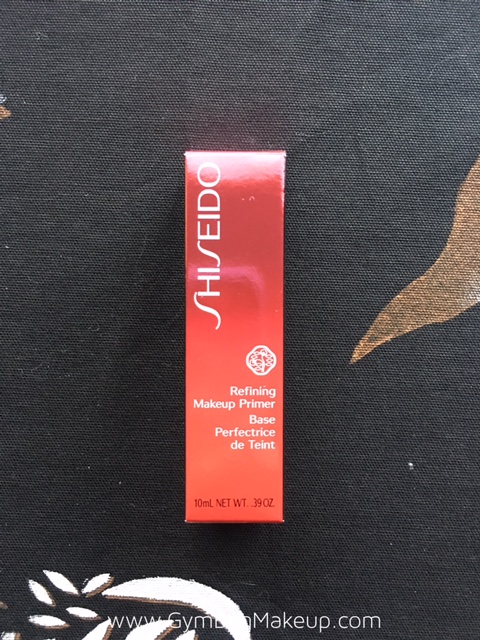 SHISEIDO
Refining
Makeup Primer
Base
Perfectrice
de Teint
10mL NET WT. .39 OZ.